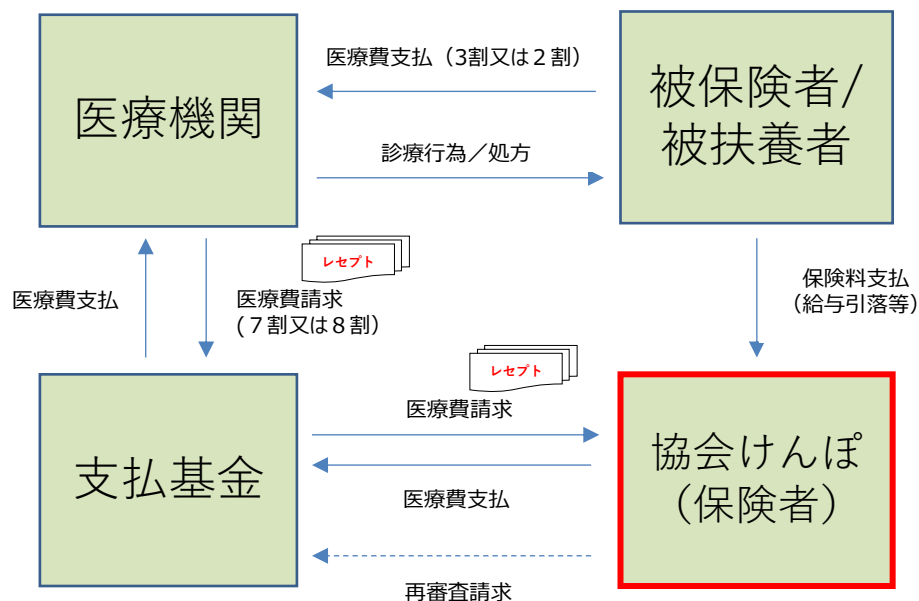 医療費支払（3割又は２割）
医療機関
被保険者/
被扶養者
診療行為／処方
レセプト
医療費支払
医療費請求
(７割又は８割）
保険料支払
（給与引落等）
レセプト
医療費請求
支払基金
協会けんぽ
（保険者）
医療費支払
再審査請求